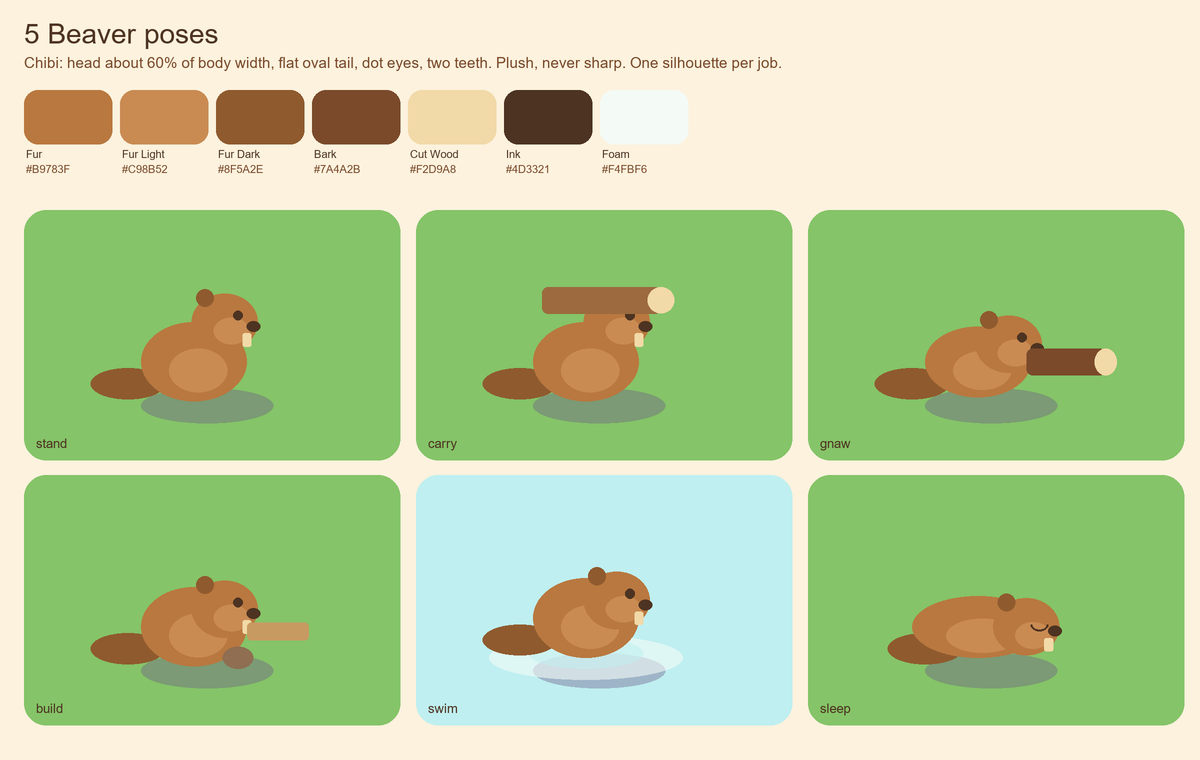 5 Beaver poses
Chibi: head about 60% of body width, flat oval tail, dot eyes, two teeth. Plush, never sharp. One silhouette per job.
Fur
#B9783F
Fur Light
#C98B52
Fur Dark
#8F5A2E
Bark
#7A4A2B
Cut Wood
#F2D9A8
Ink
#4D3321
Foam
#F4FBF6
stand
carry
gnaw
build
swim
sleep